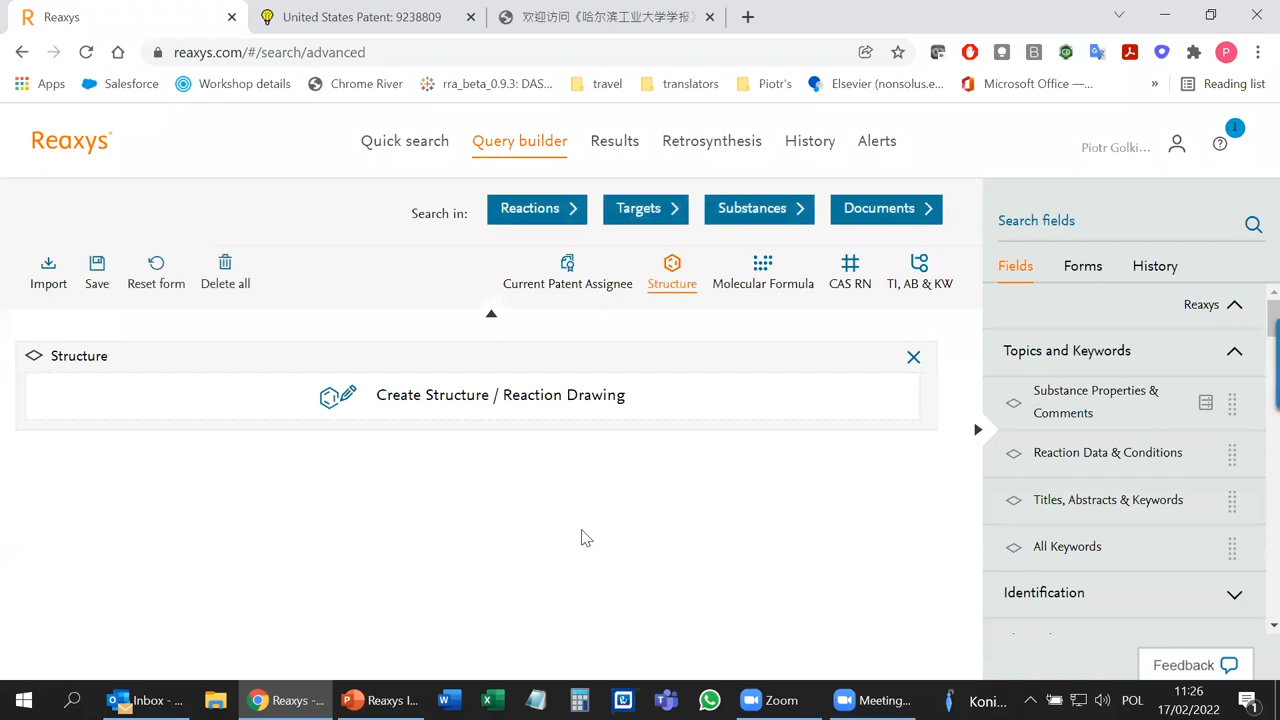 Reaxys
United States Patent: 9238809
欢迎访问《哈尔滨工业大学学报》
reaxys.com/#/search/advanced
P
Apps
Salesforce
Workshop details
Chrome River
rra_beta_0.9.3: DAS...
travel
translators
Piotr's
Elsevier (nonsolus.e...
Microsoft Office —...
»
Reading list
Reaxys
Quick search
Query builder
Results
Retrosynthesis
History
Alerts
Piotr Golki...
1
Search in:
Reactions
Targets
Substances
Documents
Search fields
Import
Save
Reset form
Delete all
Current Patent Assignee
Structure
Molecular Formula
CAS RN
TI, AB & KW
Fields
Forms
History
Reaxys
Structure
Create Structure / Reaction Drawing
Topics and Keywords
Substance Properties &
Comments
Reaction Data & Conditions
Titles, Abstracts & Keywords
All Keywords
Identification
Feedback
Inbox - ...
Reaxys -...
Reaxys I...
Zoom
Meeting...
Koni...
POL
11:26
17/02/2022
1